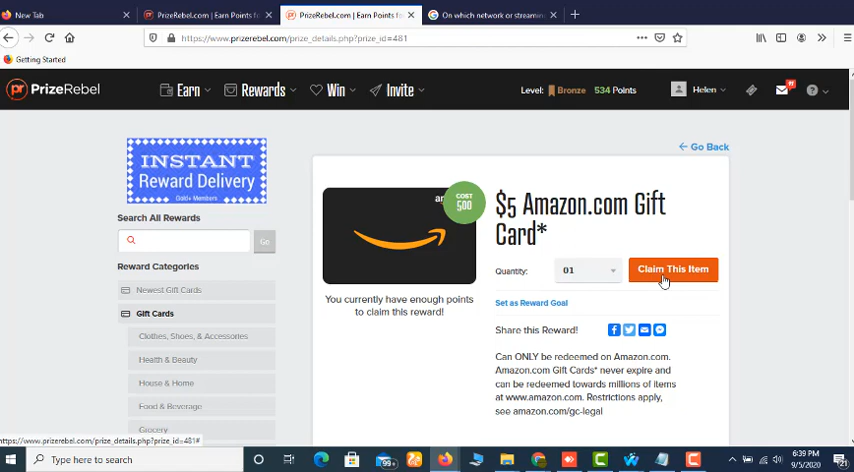 New Tab
PrizeRebel.com | Earn Points for
PrizeRebel.com | Earn Points for
On which network or streamin
https://www.prizerebel.com/prize_details.php?prize_id=481
Getting Started
pr PrizeRebel
Earn
Rewards
Win
Invite
Level: Bronze 534 Points
Helen
Go Back
INSTANT
Reward Delivery
Gold+ Members
Search All Rewards
Go
Reward Categories
Newest Gift Cards
Gift Cards
Clothes, Shoes, & Accessories
Health & Beauty
House & Home
Food & Beverage
Grocery
COST
500
You currently have enough points
to claim this reward!
$5 Amazon.com Gift
Card*
Quantity:
01
Claim This Item
Set as Reward Goal
Share this Reward!
Can ONLY be redeemed on Amazon.com.
Amazon.com Gift Cards* never expire and
can be redeemed towards millions of items
at www.amazon.com. Restrictions apply,
see amazon.com/gc-legal
https://www.prizerebel.com/prize_details.php?prize_id=481#
Type here to search
99+
6:39 PM
9/5/2020